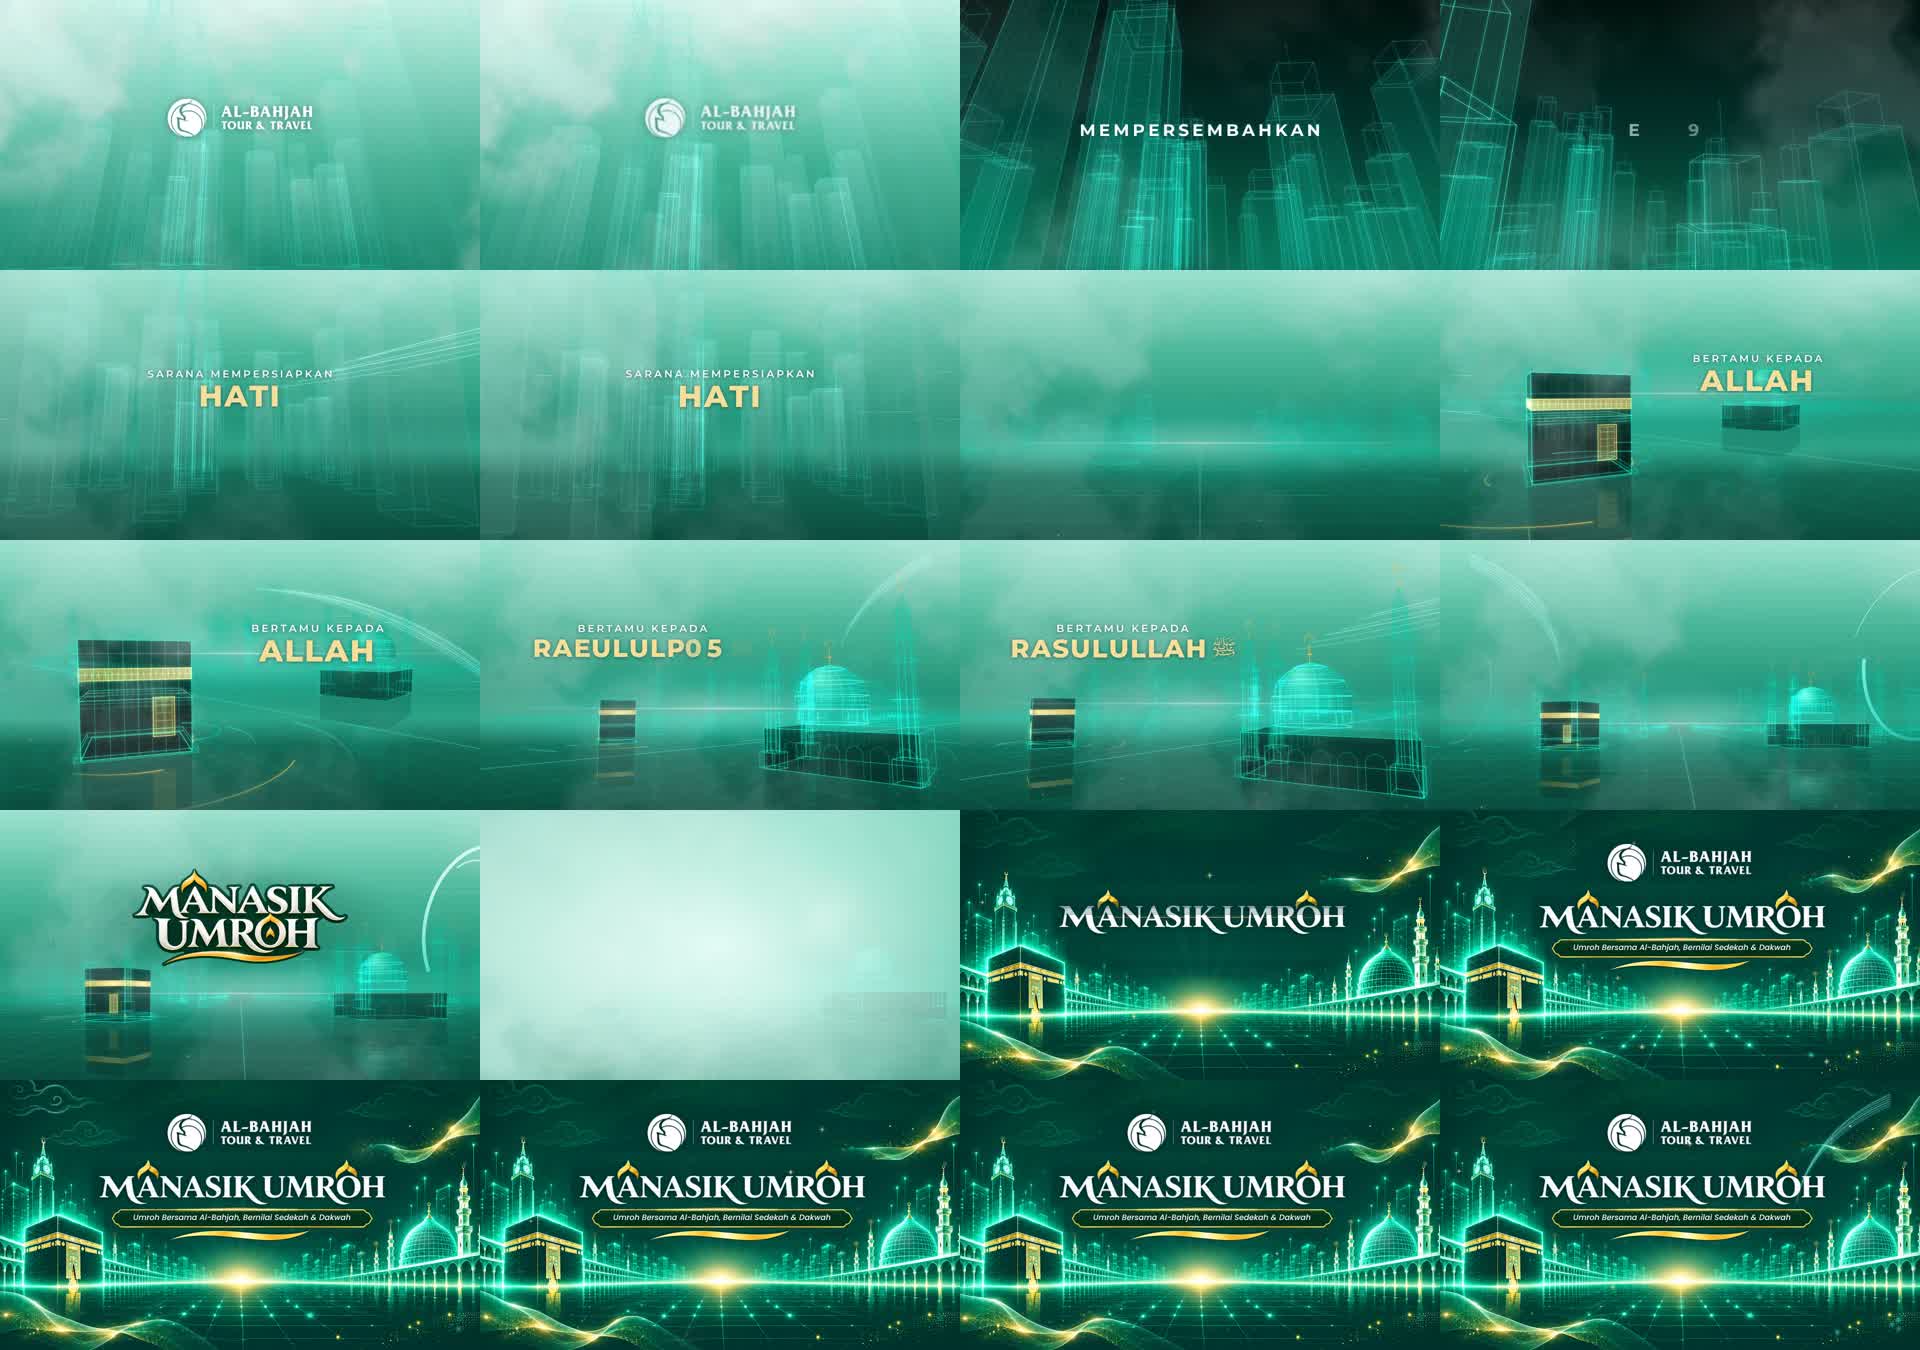 AL-BAHJAH
TOUR & TRAVEL
AL-BAHJAH
TOUR & TRAVEL
MEMPERSEMBAHKAN
E 9
SARANA MEMPERSIAPKAN
HATI
SARANA MEMPERSIAPKAN
HATI
BERTAMU KEPADA
ALLAH
BERTAMU KEPADA
ALLAH
BERTAMU KEPADA
RAEULULP05
BERTAMU KEPADA
RASULULLAH ﷺ
MANASIK
UMROH
MANASIK UMROH
AL-BAHJAH
TOUR & TRAVEL
MANASIK UMROH
Umroh Bersama Al-Bahjah, Bernilai Sedekah & Dakwah
AL-BAHJAH
TOUR & TRAVEL
MANASIK UMROH
Umroh Bersama Al-Bahjah, Bernilai Sedekah & Dakwah
AL-BAHJAH
TOUR & TRAVEL
MANASIK UMROH
Umroh Bersama Al-Bahjah, Bernilai Sedekah & Dakwah
AL-BAHJAH
TOUR & TRAVEL
MANASIK UMROH
Umroh Bersama Al-Bahjah, Bernilai Sedekah & Dakwah
AL-BAHJAH
TOUR & TRAVEL
MANASIK UMROH
Umroh Bersama Al-Bahjah, Bernilai Sedekah & Dakwah